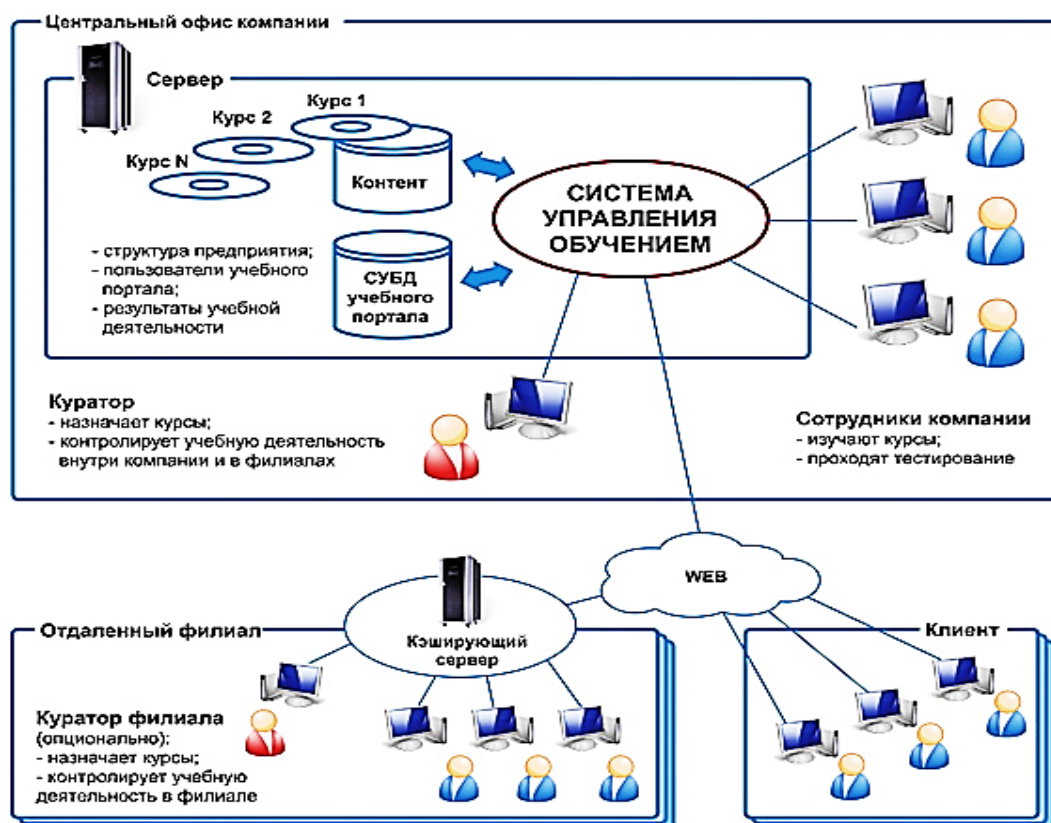 Центральный офис компании
Сервер
Курс 1
Курс 2
Курс N
Контент
СИСТЕМА
УПРАВЛЕНИЯ
ОБУЧЕНИЕМ
- структура предприятия;
- пользователи учебного
портала;
- результаты учебной
деятельности
СУБД
учебного
портала
Куратор
- назначает курсы;
- контролирует учебную деятельность
внутри компании и в филиалах
Сотрудники компании
- изучают курсы;
- проходят тестирование
WEB
Отдаленный филиал
Кэширующий
сервер
Клиент
Куратор филиала
(опционально);
- назначает курсы;
- контролирует учебную
деятельность в филиале